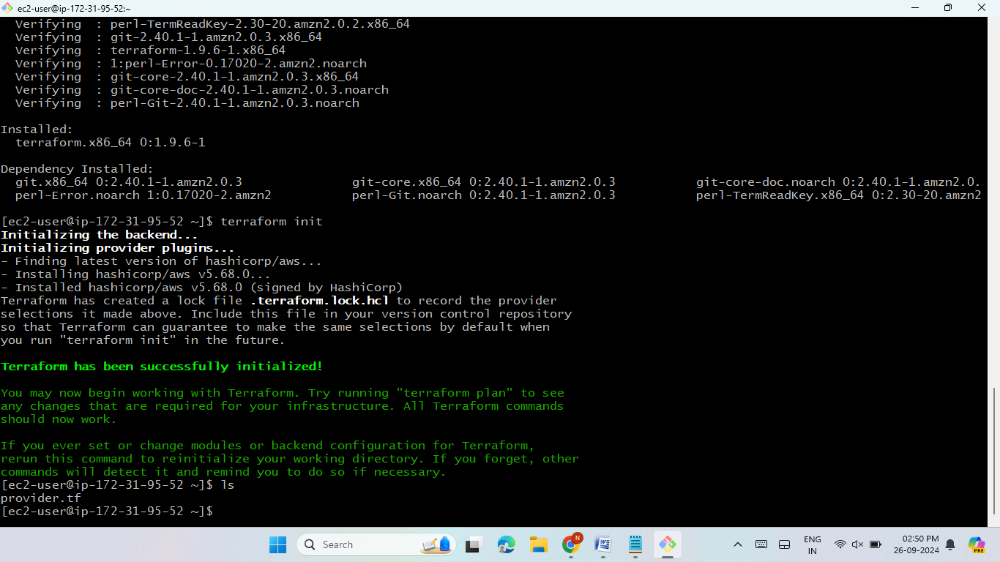 ec2-user@ip-172-31-95-52:~
Verifying  : perl-TermReadKey-2.30-20.amzn2.0.2.x86_64
Verifying  : git-2.40.1-1.amzn2.0.3.x86_64
Verifying  : terraform-1.9.6-1.x86_64
Verifying  : 1:perl-Error-0.17020-2.amzn2.noarch
Verifying  : git-core-2.40.1-1.amzn2.0.3.x86_64
Verifying  : git-core-doc-2.40.1-1.amzn2.0.3.noarch
Verifying  : perl-Git-2.40.1-1.amzn2.0.3.noarch
Installed:
terraform.x86_64 0:1.9.6-1
Dependency Installed:
git.x86_64 0:2.40.1-1.amzn2.0.3 git-core.x86_64 0:2.40.1-1.amzn2.0.3 git-core-doc.noarch 0:2.40.1-1.amzn2.0.
perl-Error.noarch 1:0.17020-2.amzn2 perl-Git.noarch 0:2.40.1-1.amzn2.0.3 perl-TermReadKey.x86_64 0:2.30-20.amzn2
[ec2-user@ip-172-31-95-52 ~]$ terraform init
Initializing the backend...
Initializing provider plugins...
- Finding latest version of hashicorp/aws...
- Installing hashicorp/aws v5.68.0...
- Installed hashicorp/aws v5.68.0 (signed by HashiCorp)
Terraform has created a lock file .terraform.lock.hcl to record the provider
selections it made above. Include this file in your version control repository
so that Terraform can guarantee to make the same selections by default when
you run "terraform init" in the future.
Terraform has been successfully initialized!
You may now begin working with Terraform. Try running "terraform plan" to see
any changes that are required for your infrastructure. All Terraform commands
should now work.
If you ever set or change modules or backend configuration for Terraform,
rerun this command to reinitialize your working directory. If you forget, other
commands will detect it and remind you to do so if necessary.
[ec2-user@ip-172-31-95-52 ~]$ ls
provider.tf
[ec2-user@ip-172-31-95-52 ~]$
Search
N
W
ENG
IN
02:50 PM
26-09-2024
PRE